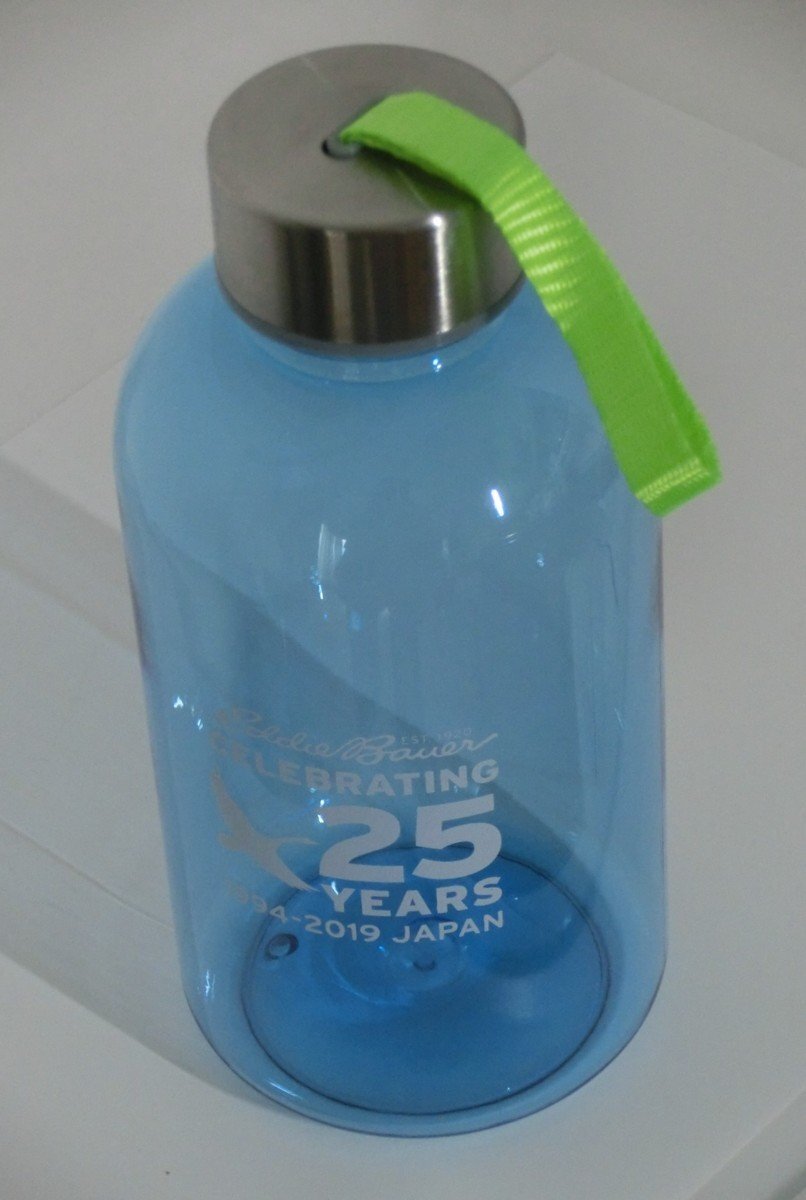 Eddie Bauer EST. 1920
CELEBRATING
25
YEARS
1994-2019 JAPAN